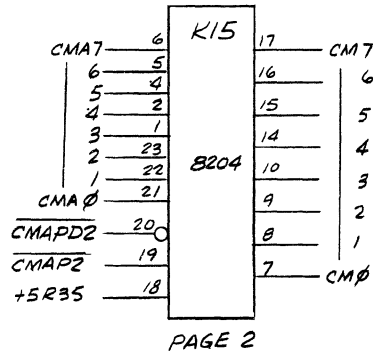 K15
CMA7 6 17 CM7
6 5
16 6
5 4
4 2 15 5
3 1
14 4
2 23
8204
1 22 10 3
CMAØ 21
9 2
CMAPD2 20
8 1
CMAP2 19
7 CMØ
+5R35 18
PAGE 2